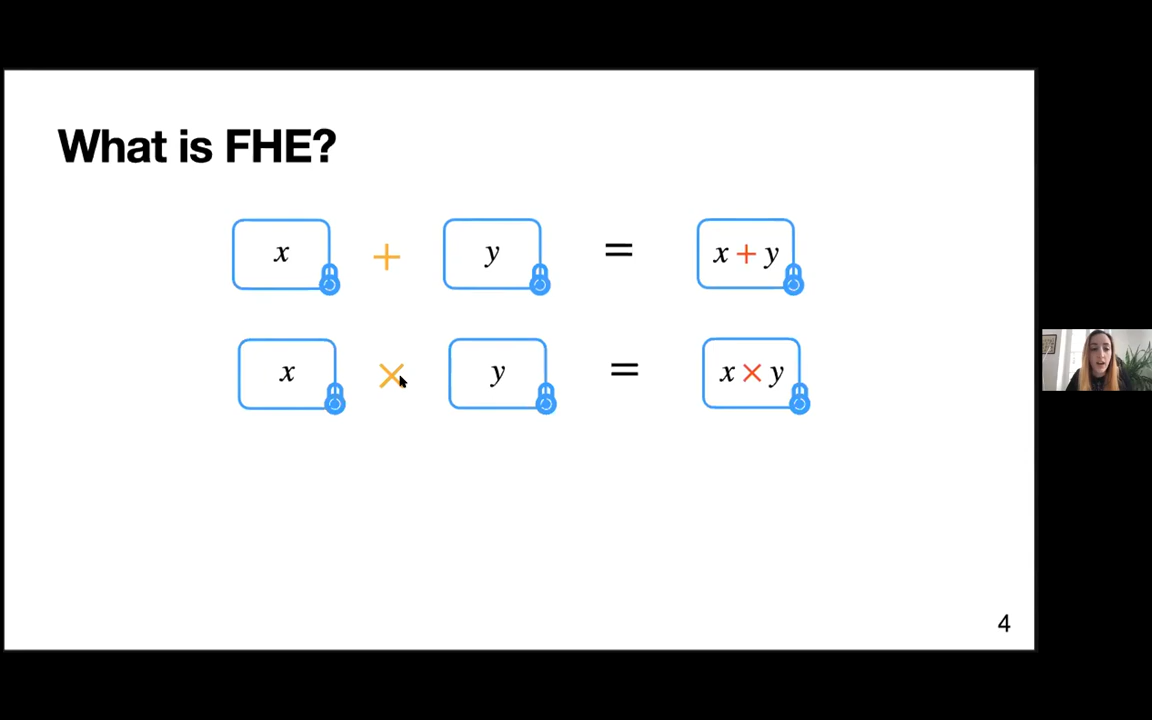 What is FHE?
x + y = x + y
x × y = x × y
4